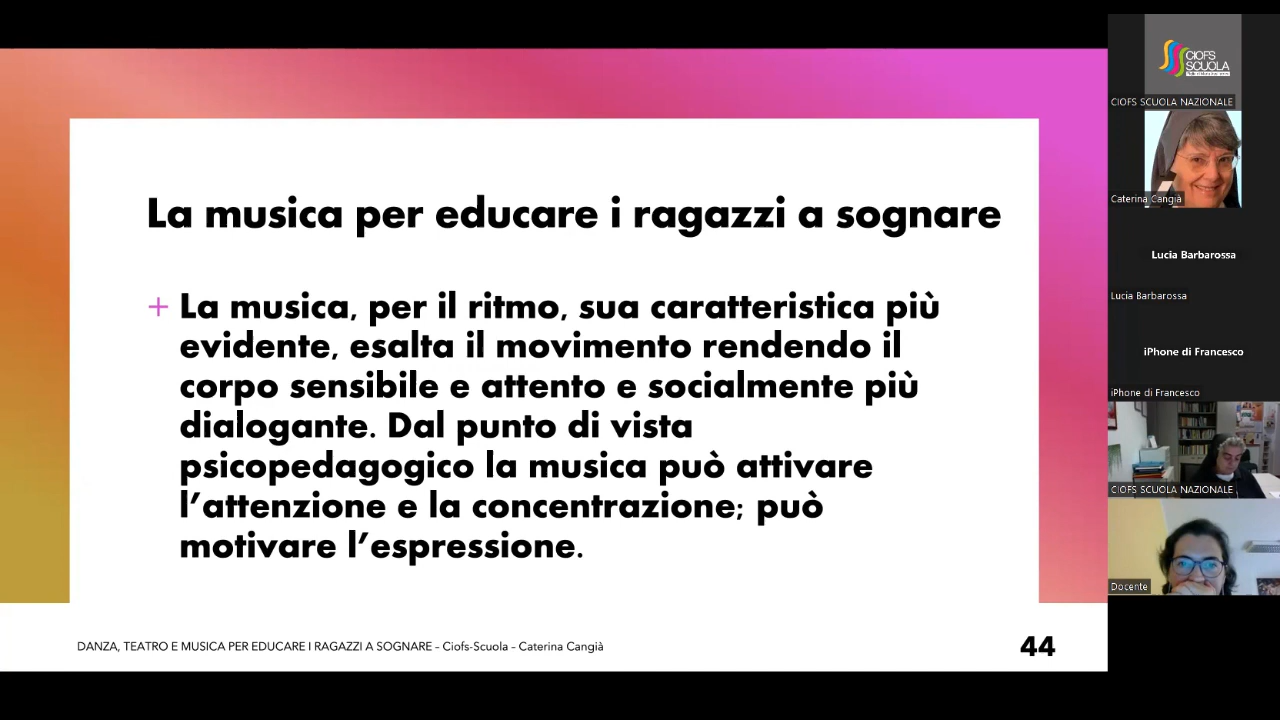 La musica per educare i ragazzi a sognare
+ La musica, per il ritmo, sua caratteristica più
evidente, esalta il movimento rendendo il
corpo sensibile e attento e socialmente più
dialogante. Dal punto di vista
psicopedagogico la musica può attivare
l’attenzione e la concentrazione; può
motivare l’espressione.
DANZA, TEATRO E MUSICA PER EDUCARE I RAGAZZI A SOGNARE – Ciofs-Scuola – Caterina Cangià
44
CIOFS
SCUOLA
CIOFS SCUOLA NAZIONALE
Caterina Cangià
Lucia Barbarossa
Lucia Barbarossa
iPhone di Francesco
iPhone di Francesco
CIOFS SCUOLA NAZIONALE
Docente